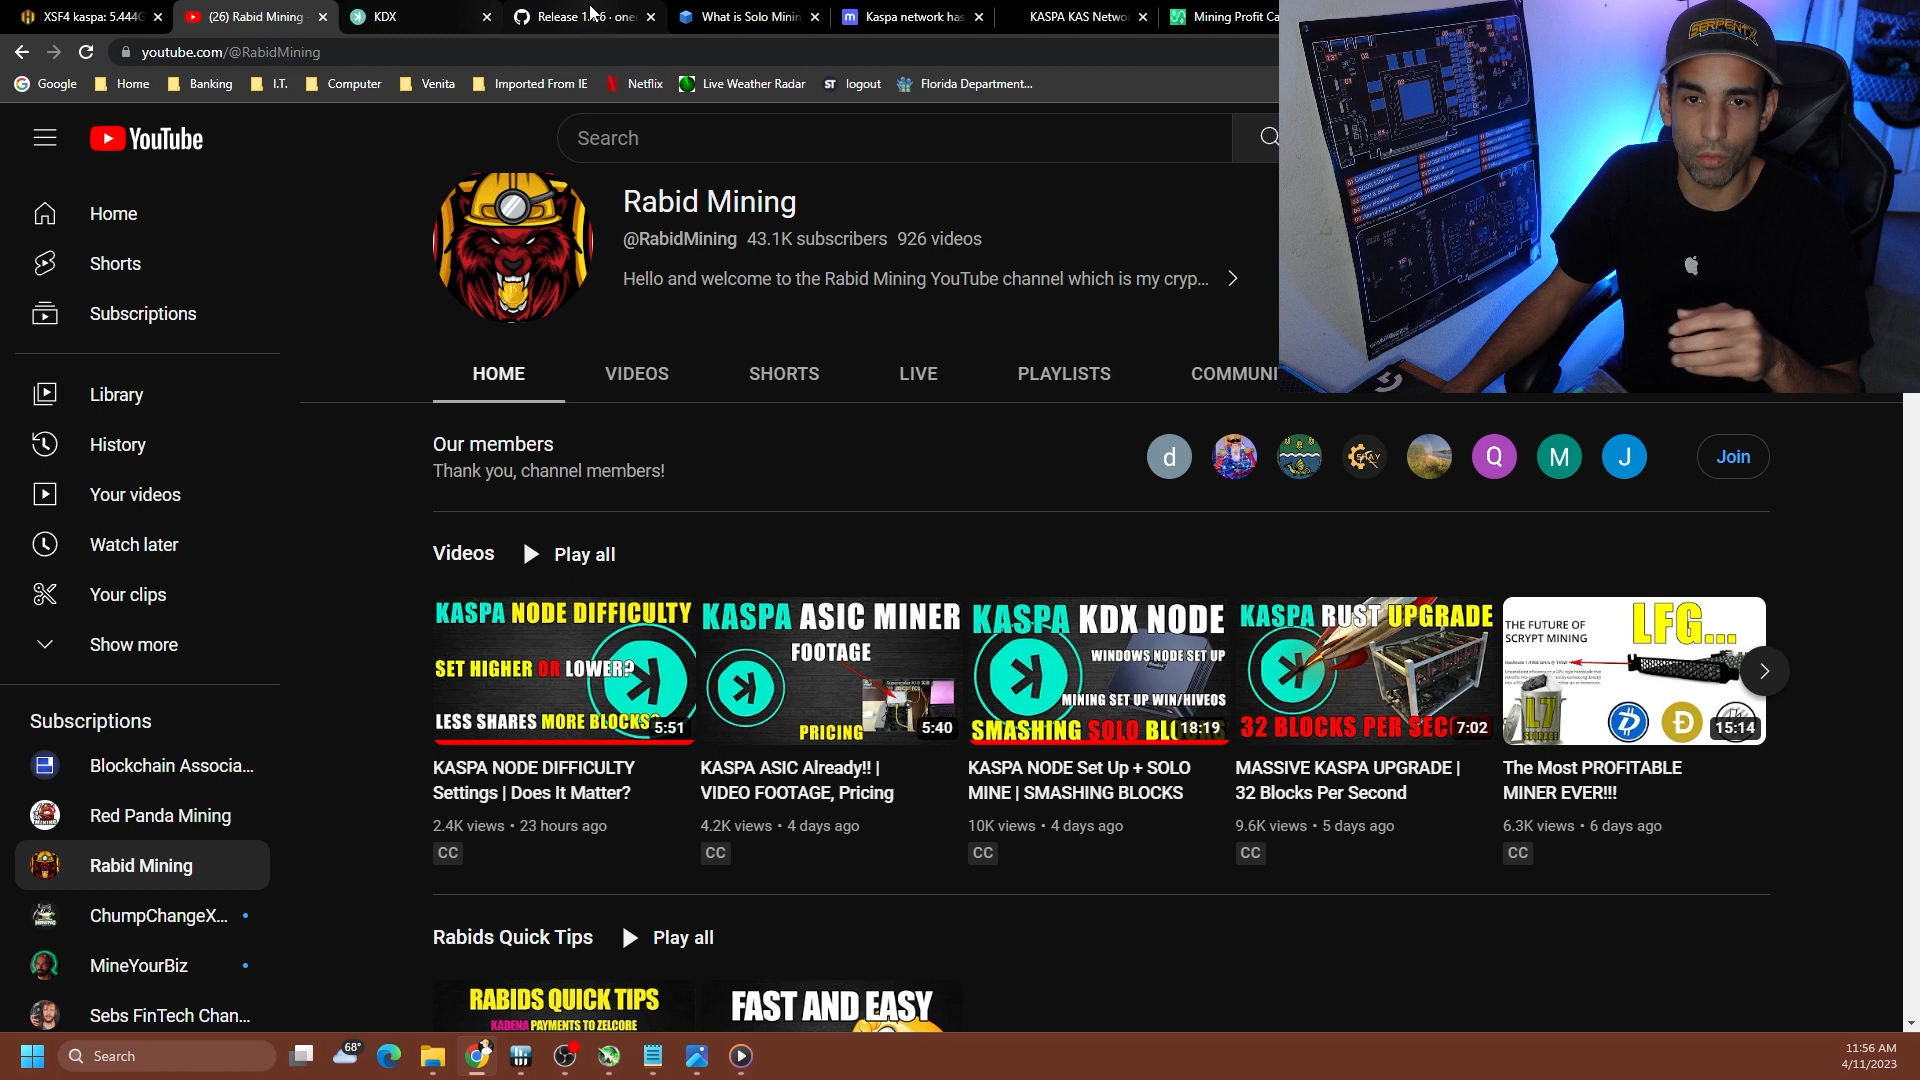 XSF4 kaspa: 5.444G
(26) Rabid Mining
KDX
What is Solo Minin
Kaspa network has
KASPA KAS Netwo
Mining Profit Ca
youtube.com/@RabidMining
Google
Home
Banking
I.T.
Computer
Venita
Imported From IE
Netflix
Live Weather Radar
ST
logout
Florida Department...
YouTube
Search
SERPENTX
Home
Shorts
Subscriptions
Library
History
Your videos
Watch later
Your clips
Show more
Subscriptions
Blockchain Associa...
Red Panda Mining
Rabid Mining
ChumpChangeX...
MineYourBiz
Sebs FinTech Chan...
Rabid Mining
@RabidMining 43.1K subscribers 926 videos
Hello and welcome to the Rabid Mining YouTube channel which is my cryp...
HOME
VIDEOS
SHORTS
LIVE
PLAYLISTS
COMMUNI
Our members
Thank you, channel members!
d
Q
M
J
Join
Videos
Play all
KASPA NODE DIFFICULTY
SET HIGHER OR LOWER?
LESS SHARES MORE BLOCKS?
5:51
KASPA NODE DIFFICULTY
Settings | Does It Matter?
2.4K views • 23 hours ago
CC
KASPA ASIC MINER
FOOTAGE
PRICING
5:40
KASPA ASIC Already!! |
VIDEO FOOTAGE, Pricing
4.2K views • 4 days ago
CC
KASPA KDX NODE
WINDOWS NODE SET UP
MINING SET UP WIN/HIVEOS
SMASHING SOLO
18:19
KASPA NODE Set Up + SOLO
MINE | SMASHING BLOCKS
10K views • 4 days ago
CC
KASPA RUST UPGRADE
32 BLOCKS PER SEC
7:02
MASSIVE KASPA UPGRADE |
32 Blocks Per Second
9.6K views • 5 days ago
CC
THE FUTURE OF
SCRYPT MINING
LFG...
L7
STORAGE
15:14
The Most PROFITABLE
MINER EVER!!!
6.3K views • 6 days ago
CC
Rabids Quick Tips
Play all
RABIDS QUICK TIPS
KADENA PAYMENTS TO ZELCORE
FAST AND EASY
Search
68°
11:56 AM
4/11/2023